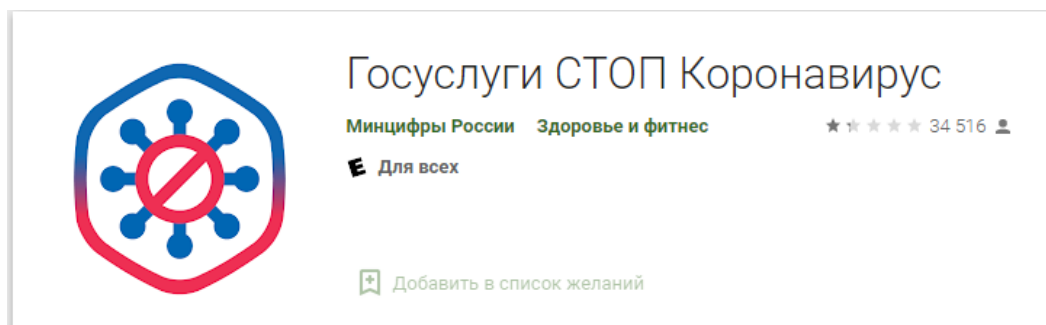 Госуслуги СТОП Коронавирус
Минцифры России Здоровье и фитнес 34 516
E Для всех
Добавить в список желаний